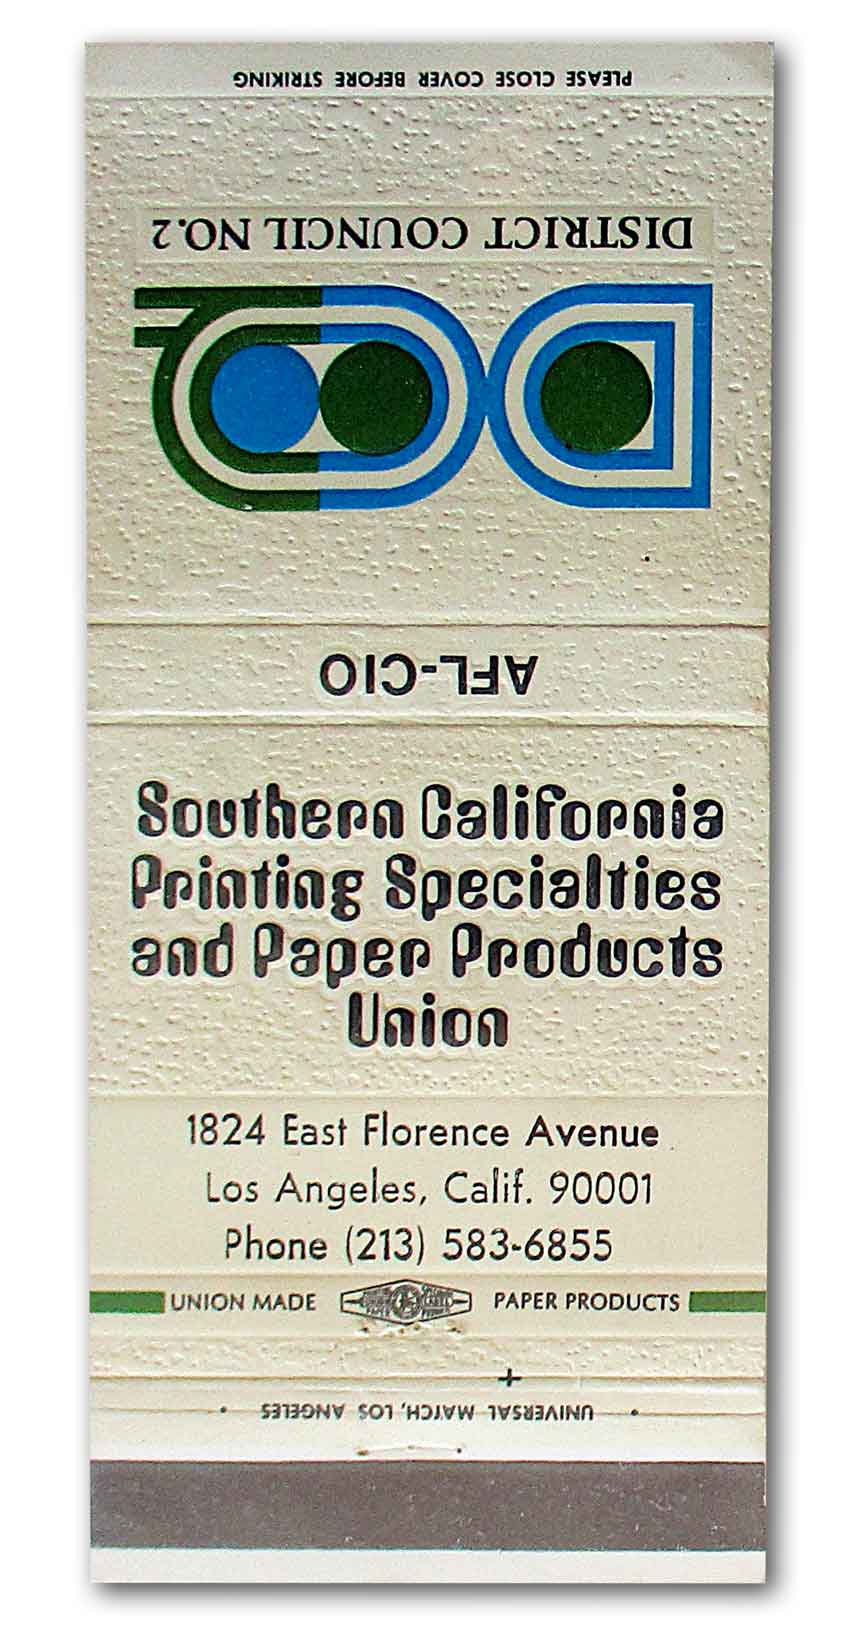 PLEASE CLOSE COVER BEFORE STRIKING
DISTRICT COUNCIL NO.2
DC2
AFL-CIO
Southern California
Printing Specialties
and Paper Products
Union
1824 East Florence Avenue
Los Angeles, Calif. 90001
Phone (213) 583-6855
UNION MADE PAPER PRODUCTS
UNIVERSAL MATCH, LOS ANGELES